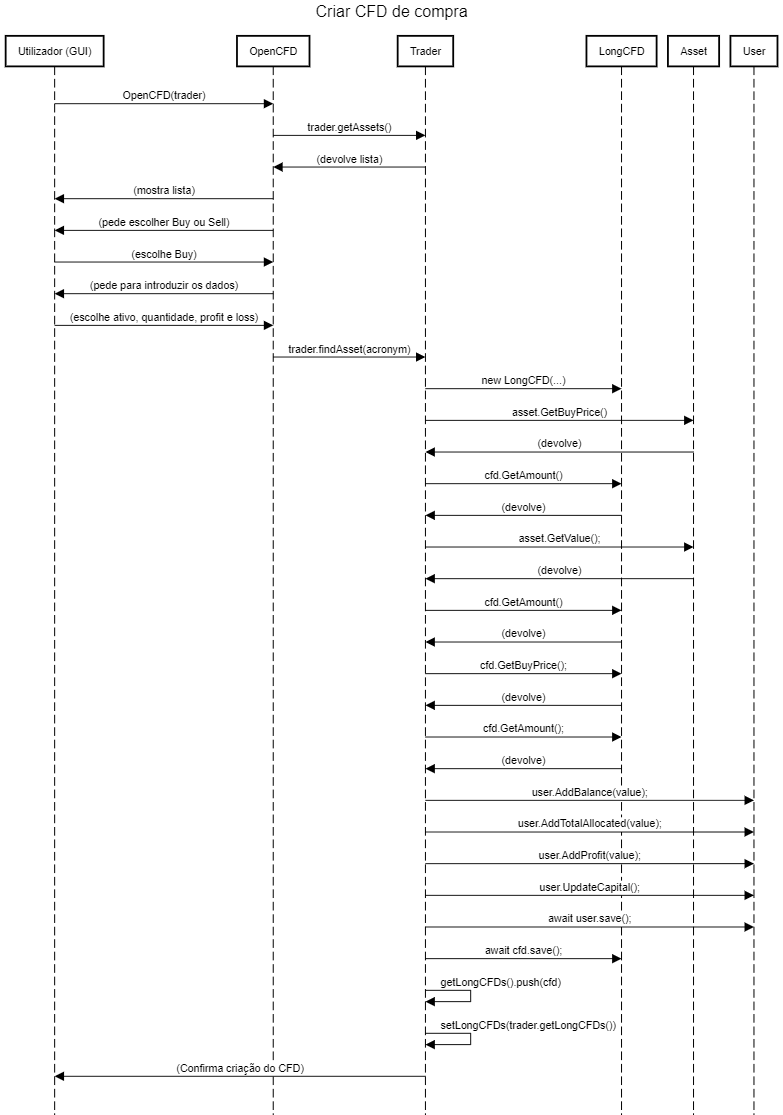 Criar CFD de compra
Utilizador (GUI)
OpenCFD
Trader
LongCFD
Asset
User
OpenCFD(trader)
trader.getAssets()
(devolve lista)
(mostra lista)
(pede escolher Buy ou Sell)
(escolhe Buy)
(pede para introduzir os dados)
(escolhe ativo, quantidade, profit e loss)
trader.findAsset(acronym)
new LongCFD(...)
asset.GetBuyPrice()
(devolve)
cfd.GetAmount()
(devolve)
asset.GetValue();
(devolve)
cfd.GetAmount()
(devolve)
cfd.GetBuyPrice();
(devolve)
cfd.GetAmount();
(devolve)
user.AddBalance(value);
user.AddTotalAllocated(value);
user.AddProfit(value);
user.UpdateCapital();
await user.save();
await cfd.save();
getLongCFDs().push(cfd)
setLongCFDs(trader.getLongCFDs())
(Confirma criação do CFD)